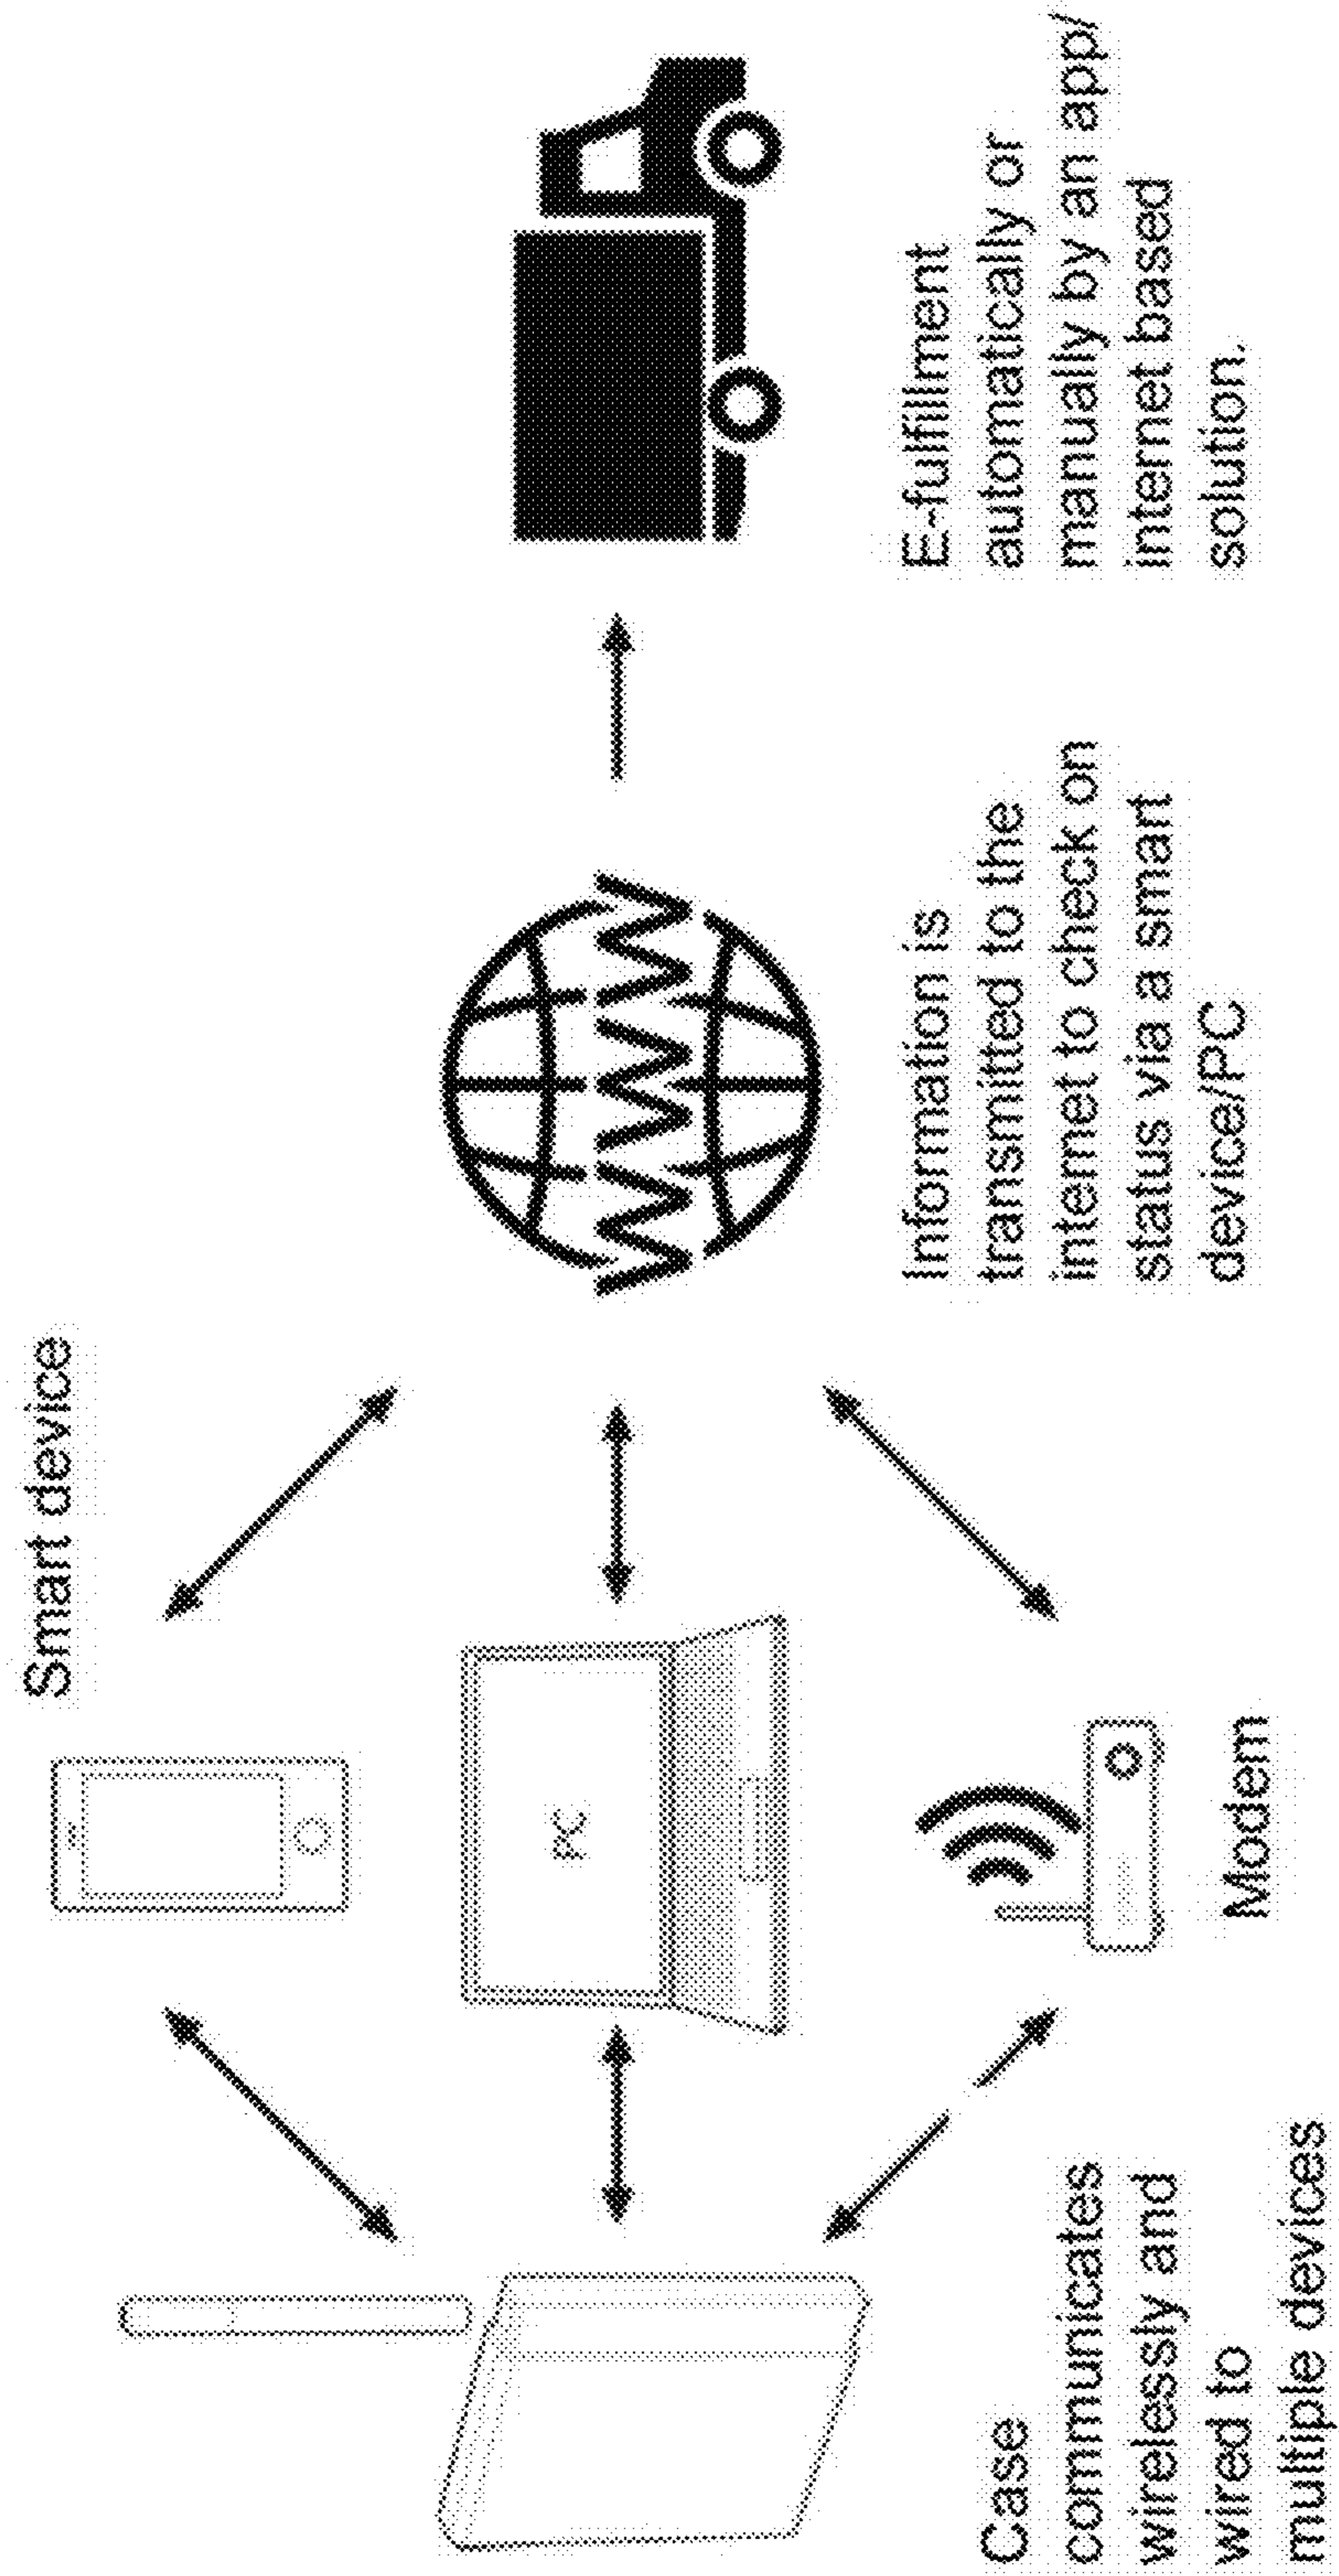 Smart device
PC
WWW
Modem
Case
communicates
wirelessly and
wired to
multiple devices
Information is
transmitted to the
internet to check on
status via a smart
device/PC
E-fulfillment
automatically or
manually by an app/
internet based
solution.